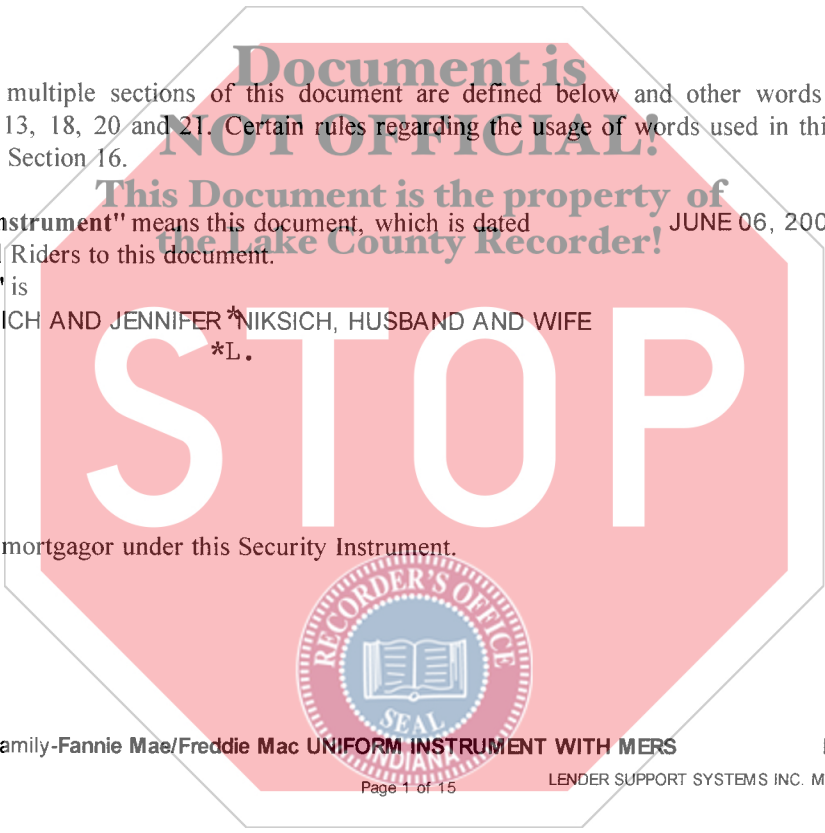 Document is
multiple sections of this document are defined below and other words
13, 18, 20 and 21. Certain rules regarding the usage of words used in thi
NOT OFFICIAL!
Section 16.
This Document is the property of
nstrument" means this document, which is dated JUNE 06, 200
the Lake County Recorder!
Riders to this document.
" is
ICH AND JENNIFER *NIKSICH, HUSBAND AND WIFE
*L.
STOP
mortgagor under this Security Instrument.
RECORDER'S OFFICE
SEAL
INDIANA
amily-Fannie Mae/Freddie Mac UNIFORM INSTRUMENT WITH MERS
Page 1 of 15
LENDER SUPPORT SYSTEMS INC. M